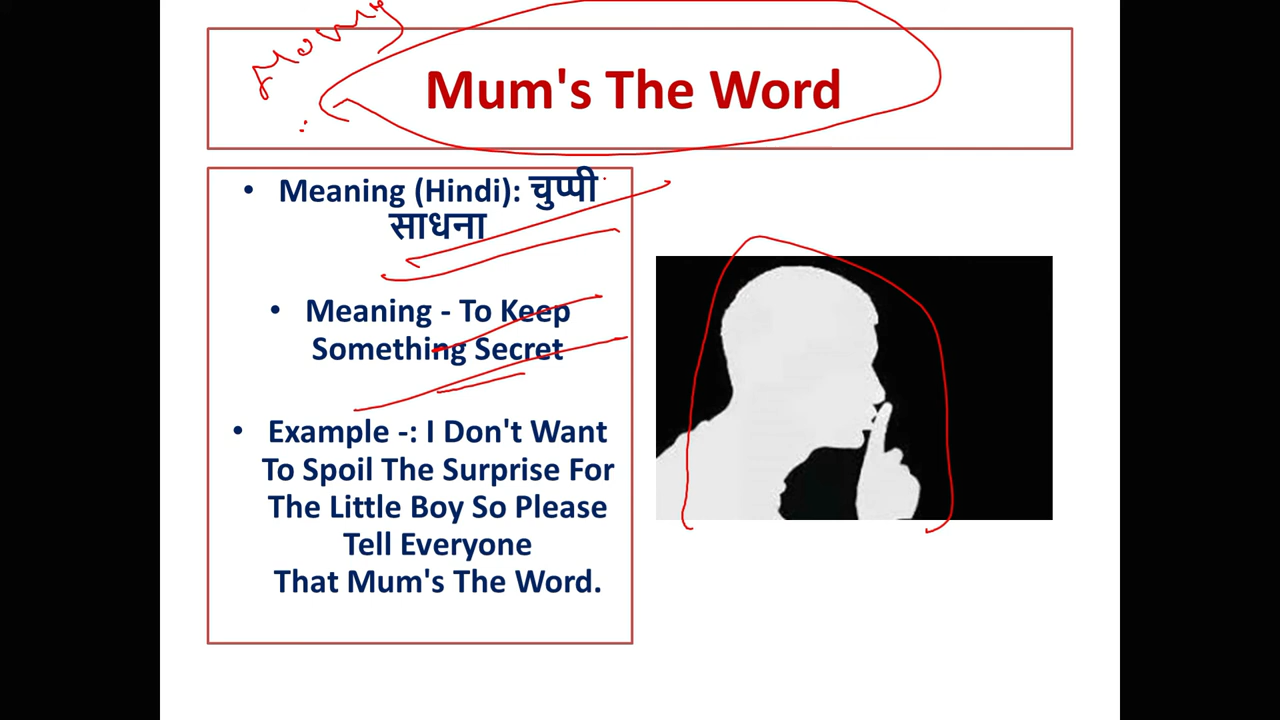 Momy
Mum's The Word
• Meaning (Hindi): चुप्पी
साधना
• Meaning - To Keep
Something Secret
• Example -: I Don't Want
To Spoil The Surprise For
The Little Boy So Please
Tell Everyone
That Mum's The Word.